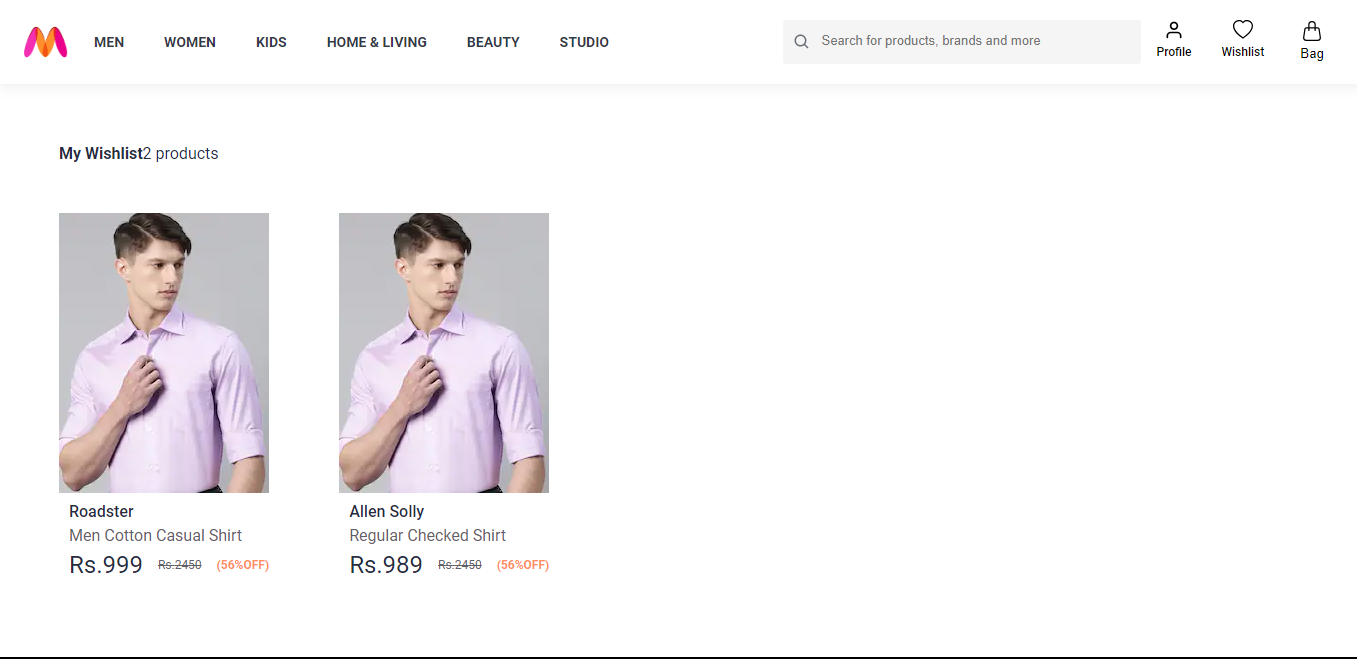 MEN WOMEN KIDS HOME & LIVING BEAUTY STUDIO Search for products, brands and more
Profile Wishlist Bag
My Wishlist2 products
Roadster
Men Cotton Casual Shirt
Rs.999 Rs.2450 (56%OFF)
Allen Solly
Regular Checked Shirt
Rs.989 Rs.2450 (56%OFF)